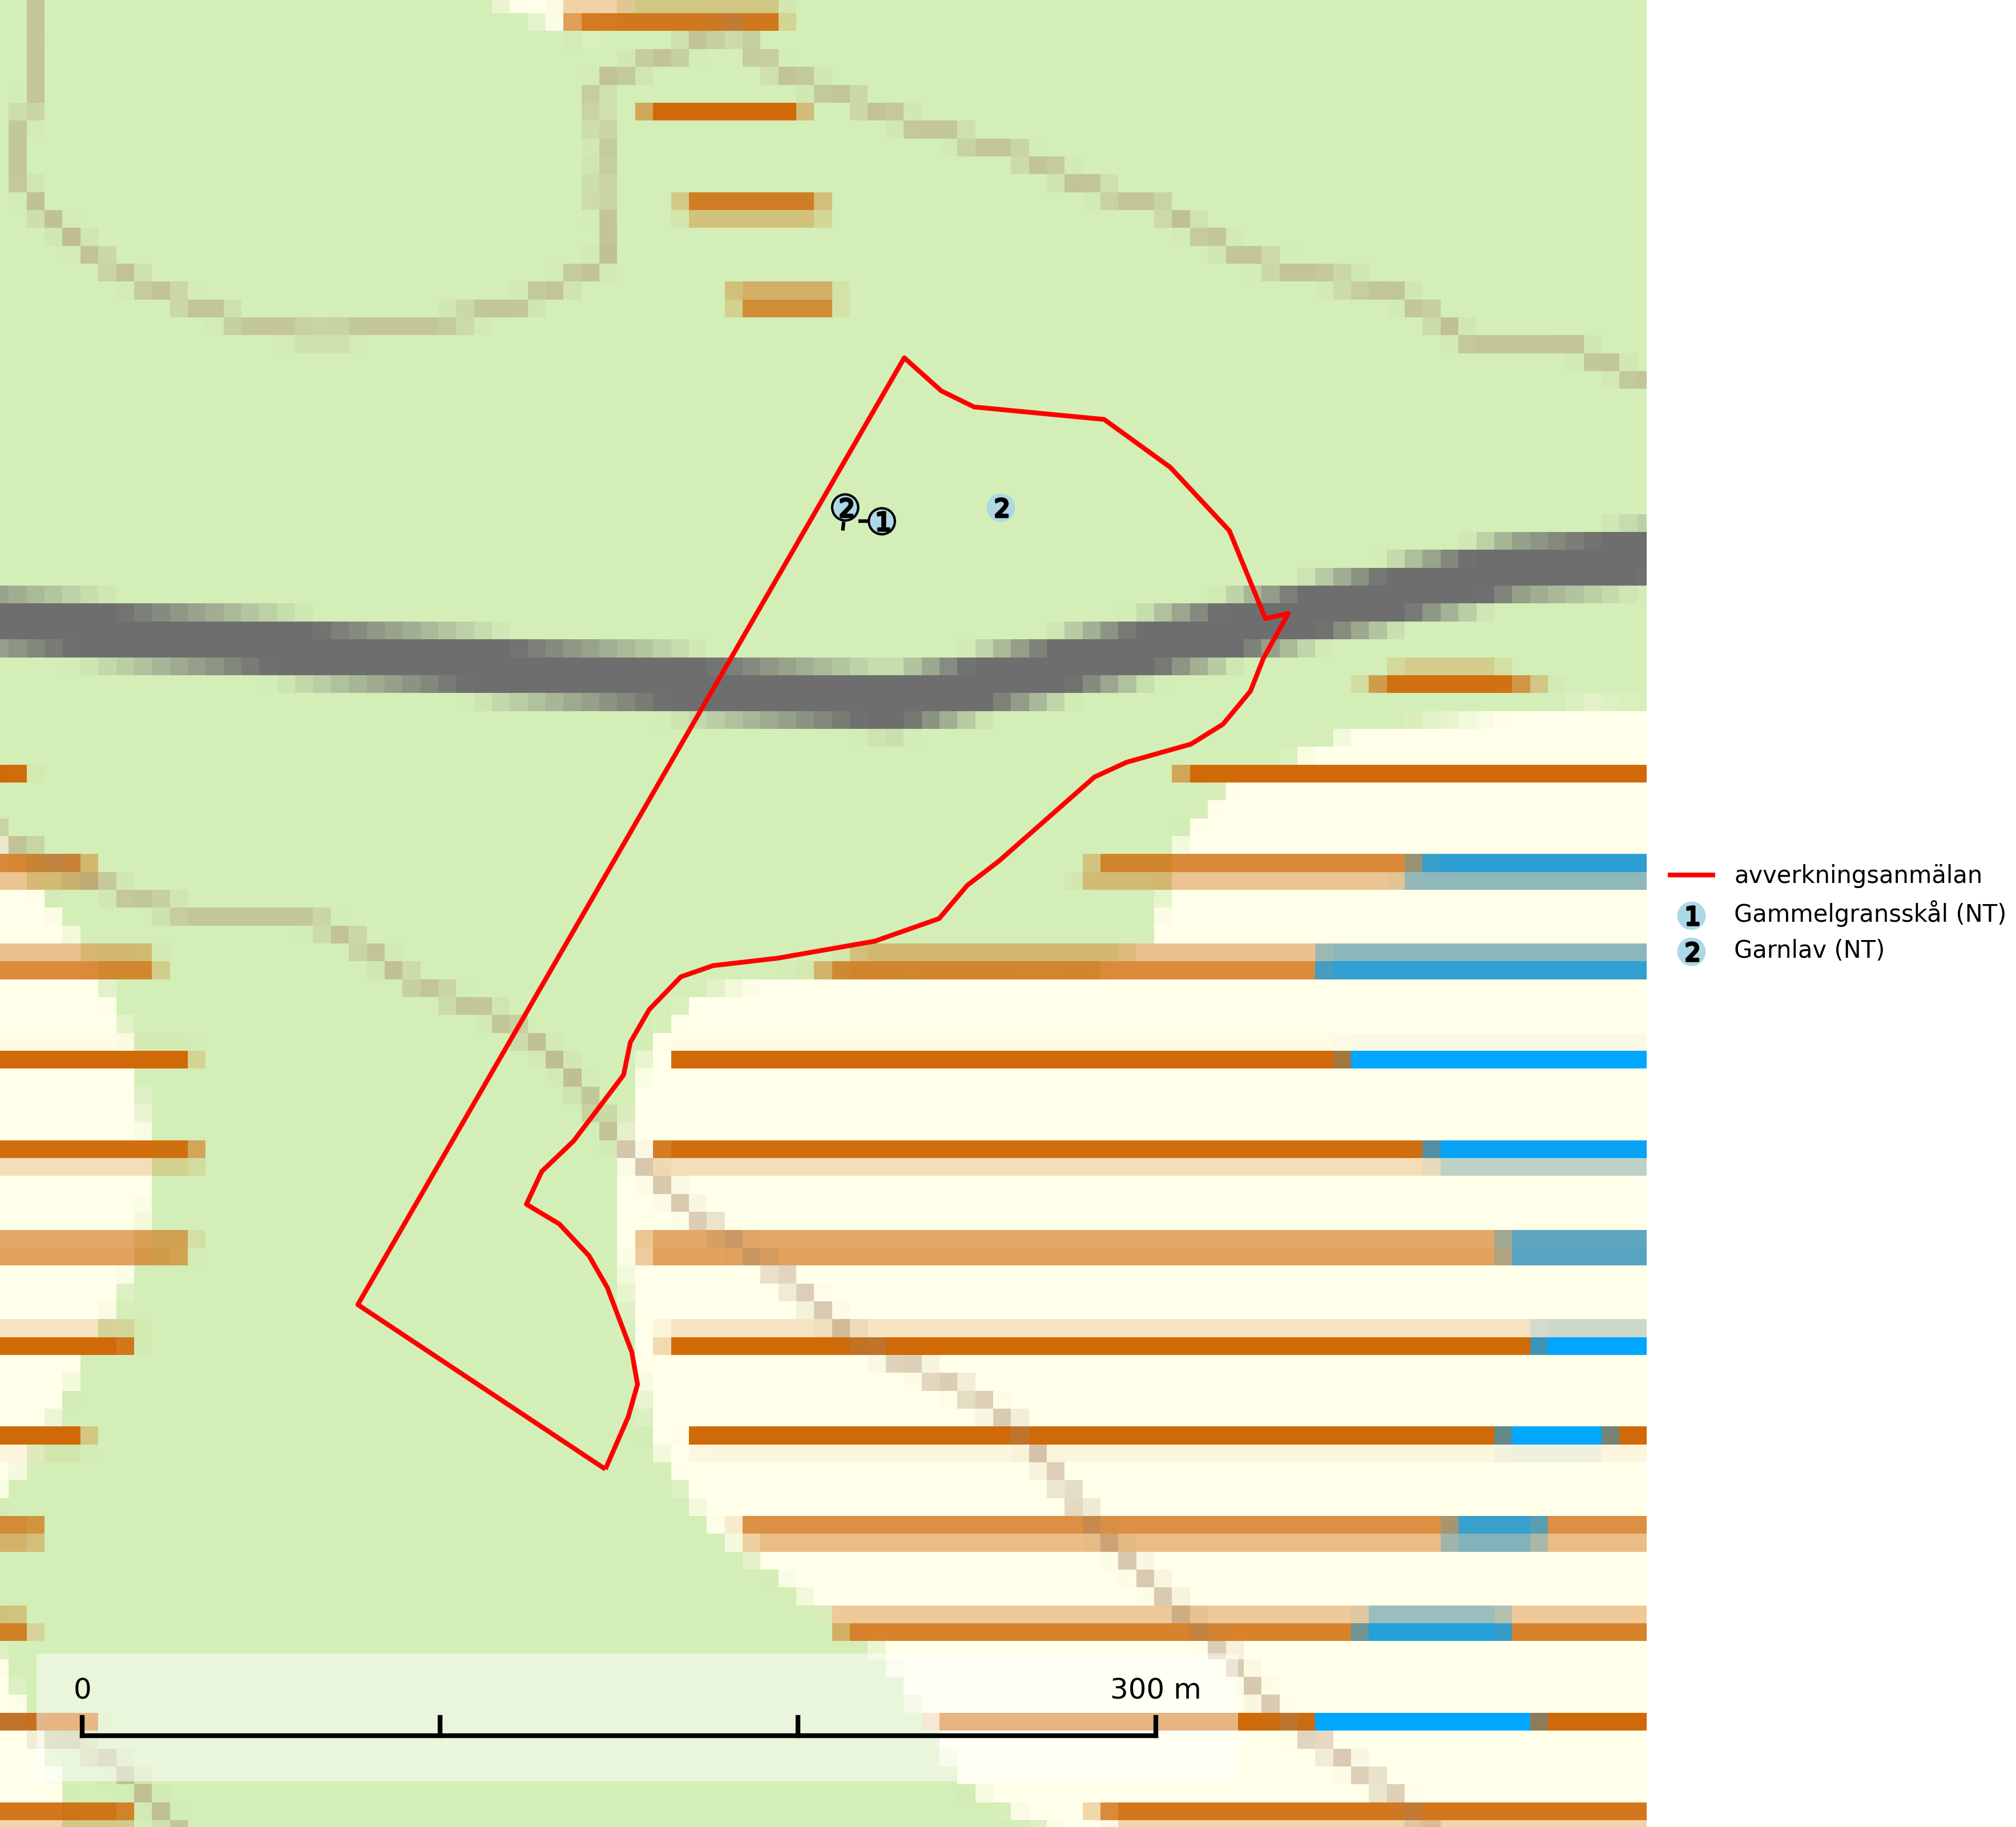 2
1
2
avverkningsanmälan
1 Gammelgransskål (NT)
2 Garnlav (NT)
0 300 m